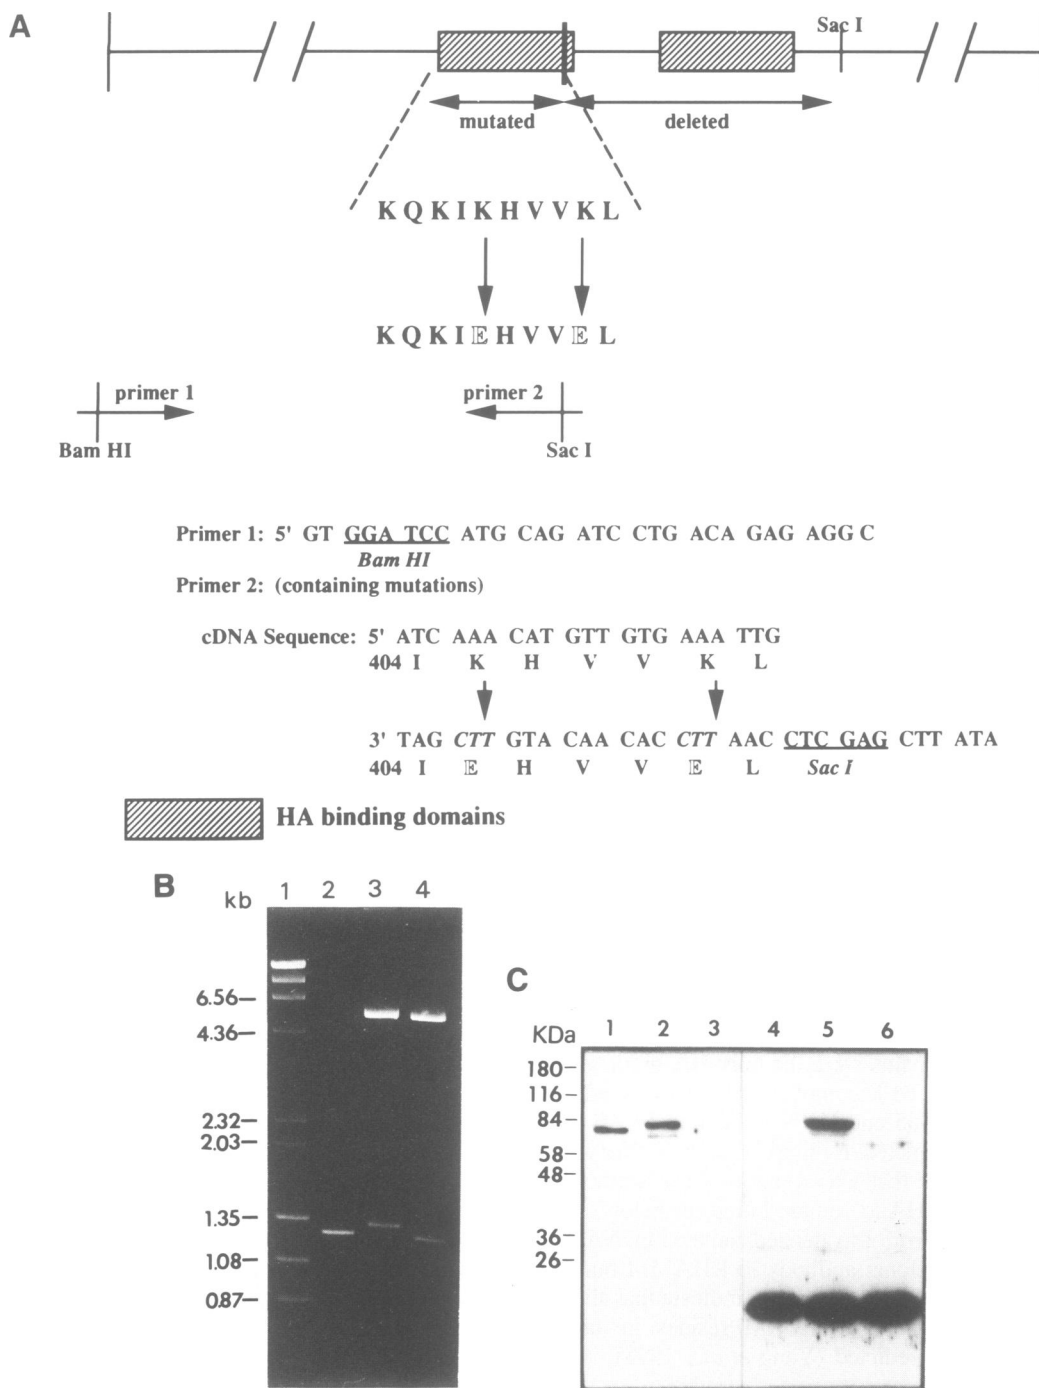 A
Sac I
mutated
deleted
K Q K I K H V V K L
K Q K I E H V V E L
primer 1
primer 2
Bam HI
Sac I
Primer 1: 5' GT GGA TCC ATG CAG ATC CTG ACA GAG AGG C
Bam HI
Primer 2: (containing mutations)
cDNA Sequence: 5' ATC AAA CAT GTT GTG AAA TTG
404 I K H V V K L
3' TAG CTT GTA CAA CAC CTT AAC CTC GAG CTT ATA
404 I E H V V E L Sac I
HA binding domains
B
kb
1 2 3 4
6.56
4.36
2.32
2.03
1.35
1.08
0.87
C
KDa
1 2 3 4 5 6
180
116
84
58
48
36
26